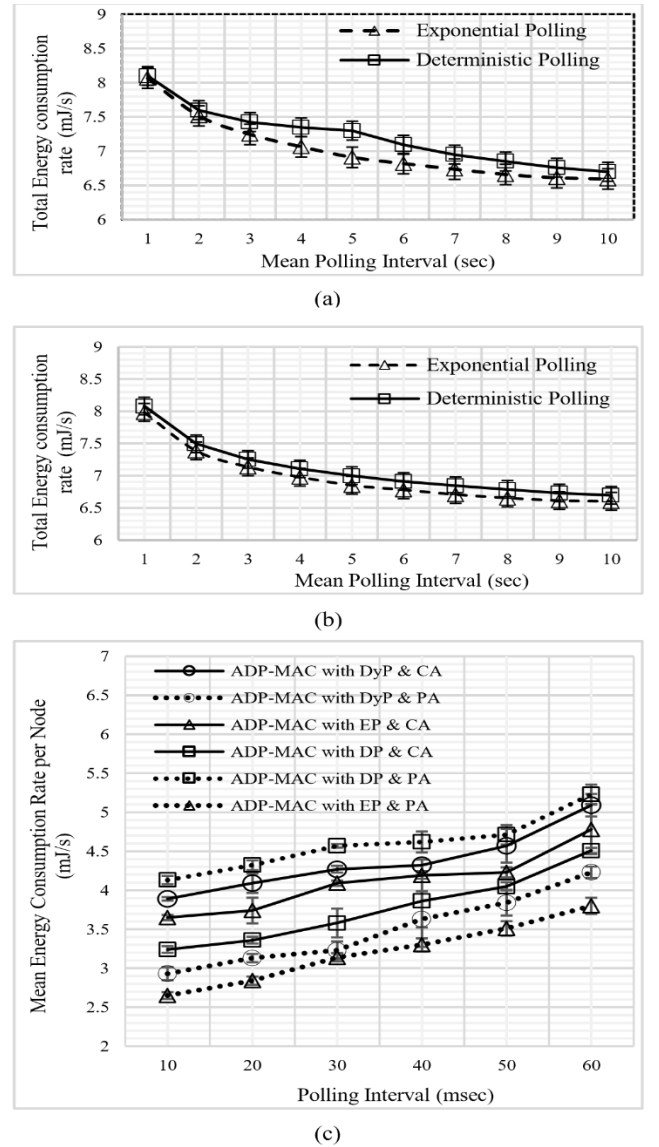 9
8.5
8
7.5
7
6.5
6
Total Energy consumption
rate (mJ/s)
Exponential Polling
Deterministic Polling
1 2 3 4 5 6 7 8 9 10
Mean Polling Interval (sec)
(a)
9
8.5
8
7.5
7
6.5
6
Total Energy consumption
rate (mJ/s)
Exponential Polling
Deterministic Polling
1 2 3 4 5 6 7 8 9 10
Mean Polling Interval (sec)
(b)
7
6.5
6
5.5
5
4.5
4
3.5
3
2.5
2
Mean Energy Consumption Rate per Node
(mJ/s)
ADP-MAC with DyP & CA
ADP-MAC with DyP & PA
ADP-MAC with EP & CA
ADP-MAC with DP & CA
ADP-MAC with DP & PA
ADP-MAC with EP & PA
10 20 30 40 50 60
Polling Interval (msec)
(c)